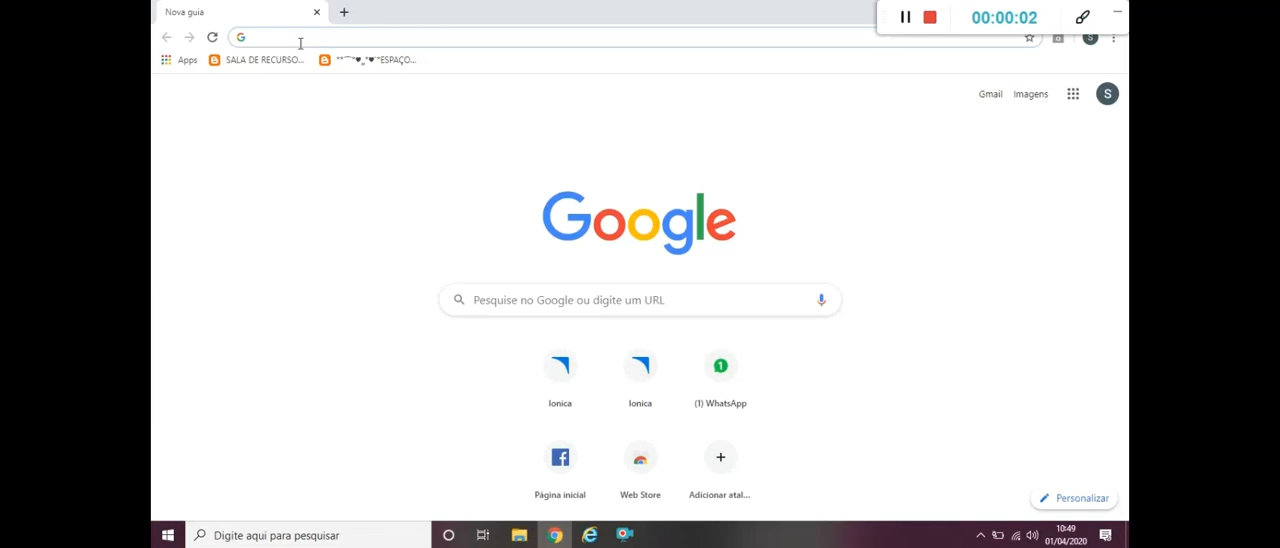 Nova guia
00:00:02
Apps
SALA DE RECURSO...
**¯`*♥_*♥´*ESPAÇO...
Gmail
Imagens
S
Google
Pesquise no Google ou digite um URL
Ionica
Ionica
1
(1) WhatsApp
Página inicial
Web Store
Adicionar atal...
Personalizar
Digite aqui para pesquisar
10:49
01/04/2020